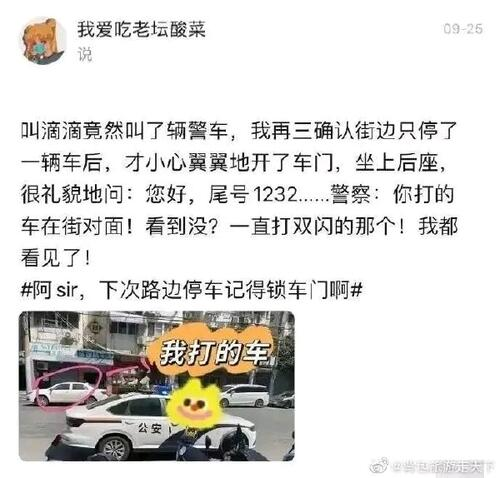 我爱吃老坛酸菜
09-25
说
叫滴滴竟然叫了辆警车，我再三确认街边只停了
一辆车后，才小心翼翼地开了车门，坐上后座，
很礼貌地问：您好，尾号1232……警察：你打的
车在街对面！看到没？一直打双闪的那个！我都
看见了！
#阿sir，下次路边停车记得锁车门啊#
我打的车
公安